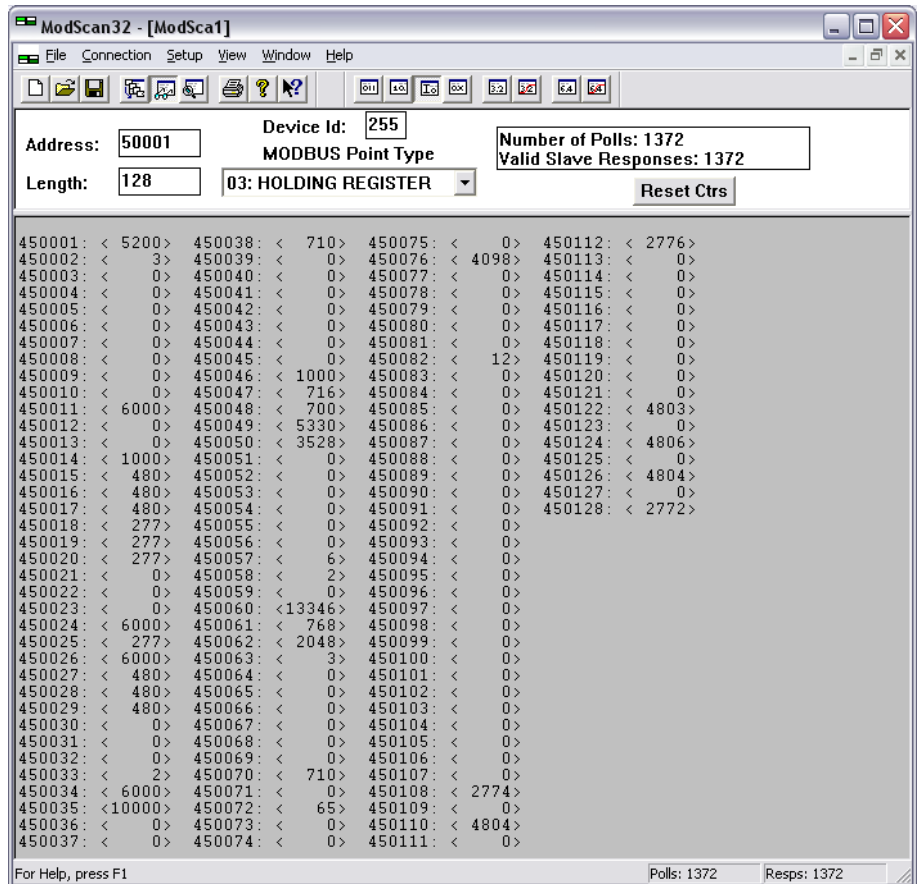 ModScan32 - [ModSca1]
File Connection Setup View Window Help
Address: 50001
Device Id: 255
MODBUS Point Type
Length: 128
03: HOLDING REGISTER
Number of Polls: 1372
Valid Slave Responses: 1372
Reset Ctrs
450001: < 5200> 450038: < 710> 450075: < 0> 450112: < 2776>
450002: < 3> 450039: < 0> 450076: < 4098> 450113: < 0>
450003: < 0> 450040: < 0> 450077: < 0> 450114: < 0>
450004: < 0> 450041: < 0> 450078: < 0> 450115: < 0>
450005: < 0> 450042: < 0> 450079: < 0> 450116: < 0>
450006: < 0> 450043: < 0> 450080: < 0> 450117: < 0>
450007: < 0> 450044: < 0> 450081: < 0> 450118: < 0>
450008: < 0> 450045: < 0> 450082: < 12> 450119: < 0>
450009: < 0> 450046: < 1000> 450083: < 0> 450120: < 0>
450010: < 0> 450047: < 716> 450084: < 0> 450121: < 0>
450011: < 6000> 450048: < 700> 450085: < 0> 450122: < 4803>
450012: < 0> 450049: < 5330> 450086: < 0> 450123: < 0>
450013: < 0> 450050: < 3528> 450087: < 0> 450124: < 4806>
450014: < 1000> 450051: < 0> 450088: < 0> 450125: < 0>
450015: < 480> 450052: < 0> 450089: < 0> 450126: < 4804>
450016: < 480> 450053: < 0> 450090: < 0> 450127: < 0>
450017: < 480> 450054: < 0> 450091: < 0> 450128: < 2772>
450018: < 277> 450055: < 0> 450092: < 0>
450019: < 277> 450056: < 0> 450093: < 0>
450020: < 277> 450057: < 6> 450094: < 0>
450021: < 0> 450058: < 2> 450095: < 0>
450022: < 0> 450059: < 0> 450096: < 0>
450023: < 0> 450060: <13346> 450097: < 0>
450024: < 6000> 450061: < 768> 450098: < 0>
450025: < 277> 450062: < 2048> 450099: < 0>
450026: < 6000> 450063: < 3> 450100: < 0>
450027: < 480> 450064: < 0> 450101: < 0>
450028: < 480> 450065: < 0> 450102: < 0>
450029: < 480> 450066: < 0> 450103: < 0>
450030: < 0> 450067: < 0> 450104: < 0>
450031: < 0> 450068: < 0> 450105: < 0>
450032: < 0> 450069: < 0> 450106: < 0>
450033: < 2> 450070: < 710> 450107: < 0>
450034: < 6000> 450071: < 0> 450108: < 2774>
450035: <10000> 450072: < 65> 450109: < 0>
450036: < 0> 450073: < 0> 450110: < 4804>
450037: < 0> 450074: < 0> 450111: < 0>
For Help, press F1
Polls: 1372
Resps: 1372